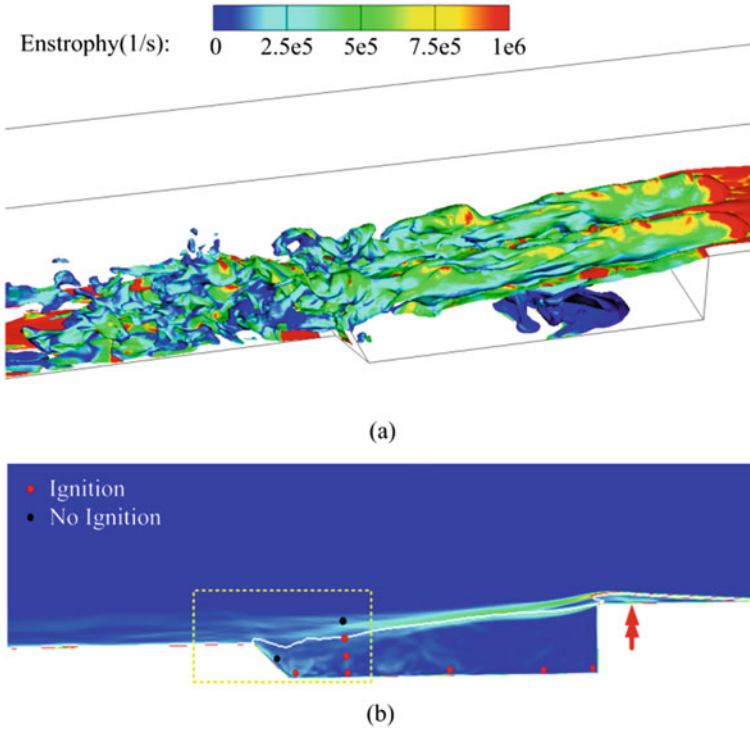 Enstrophy(1/s):
0 2.5e5 5e5 7.5e5 1e6
(a)
Ignition
No Ignition
(b)